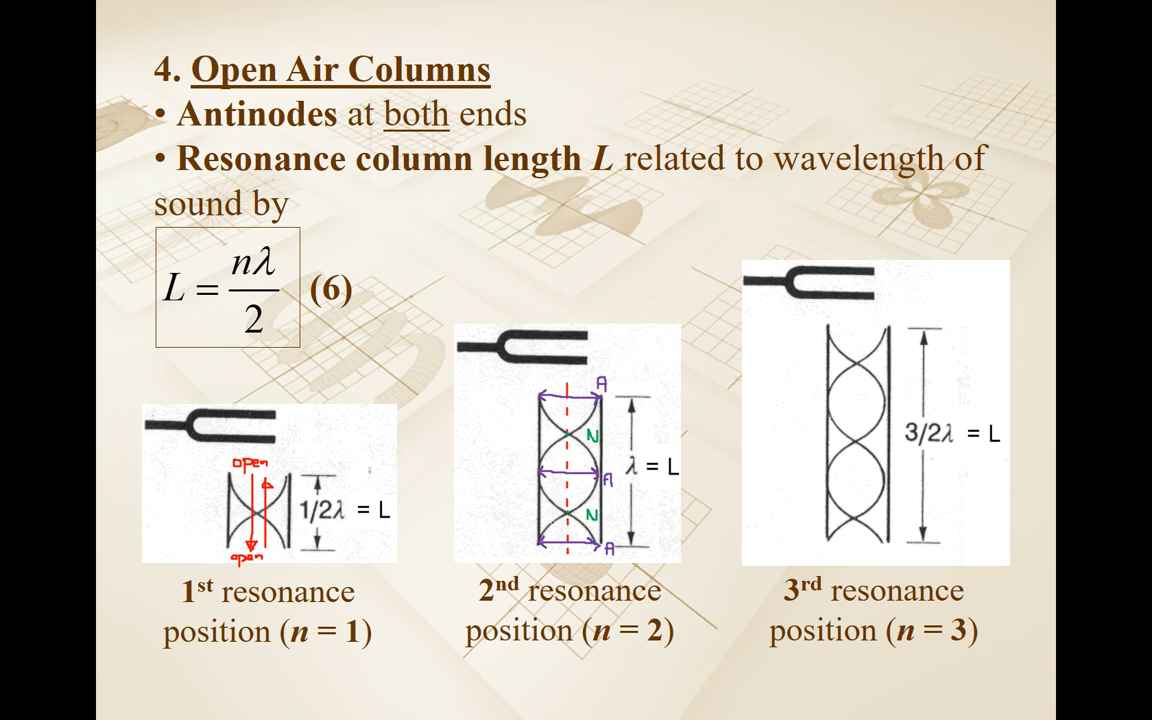 4. Open Air Columns
• Antinodes at both ends
• Resonance column length L related to wavelength of
sound by
L = nλ/2 (6)
open
1/2λ = L
open
1st resonance
position (n = 1)
A
N
λ = L
A
N
A
2nd resonance
position (n = 2)
3/2λ = L
3rd resonance
position (n = 3)